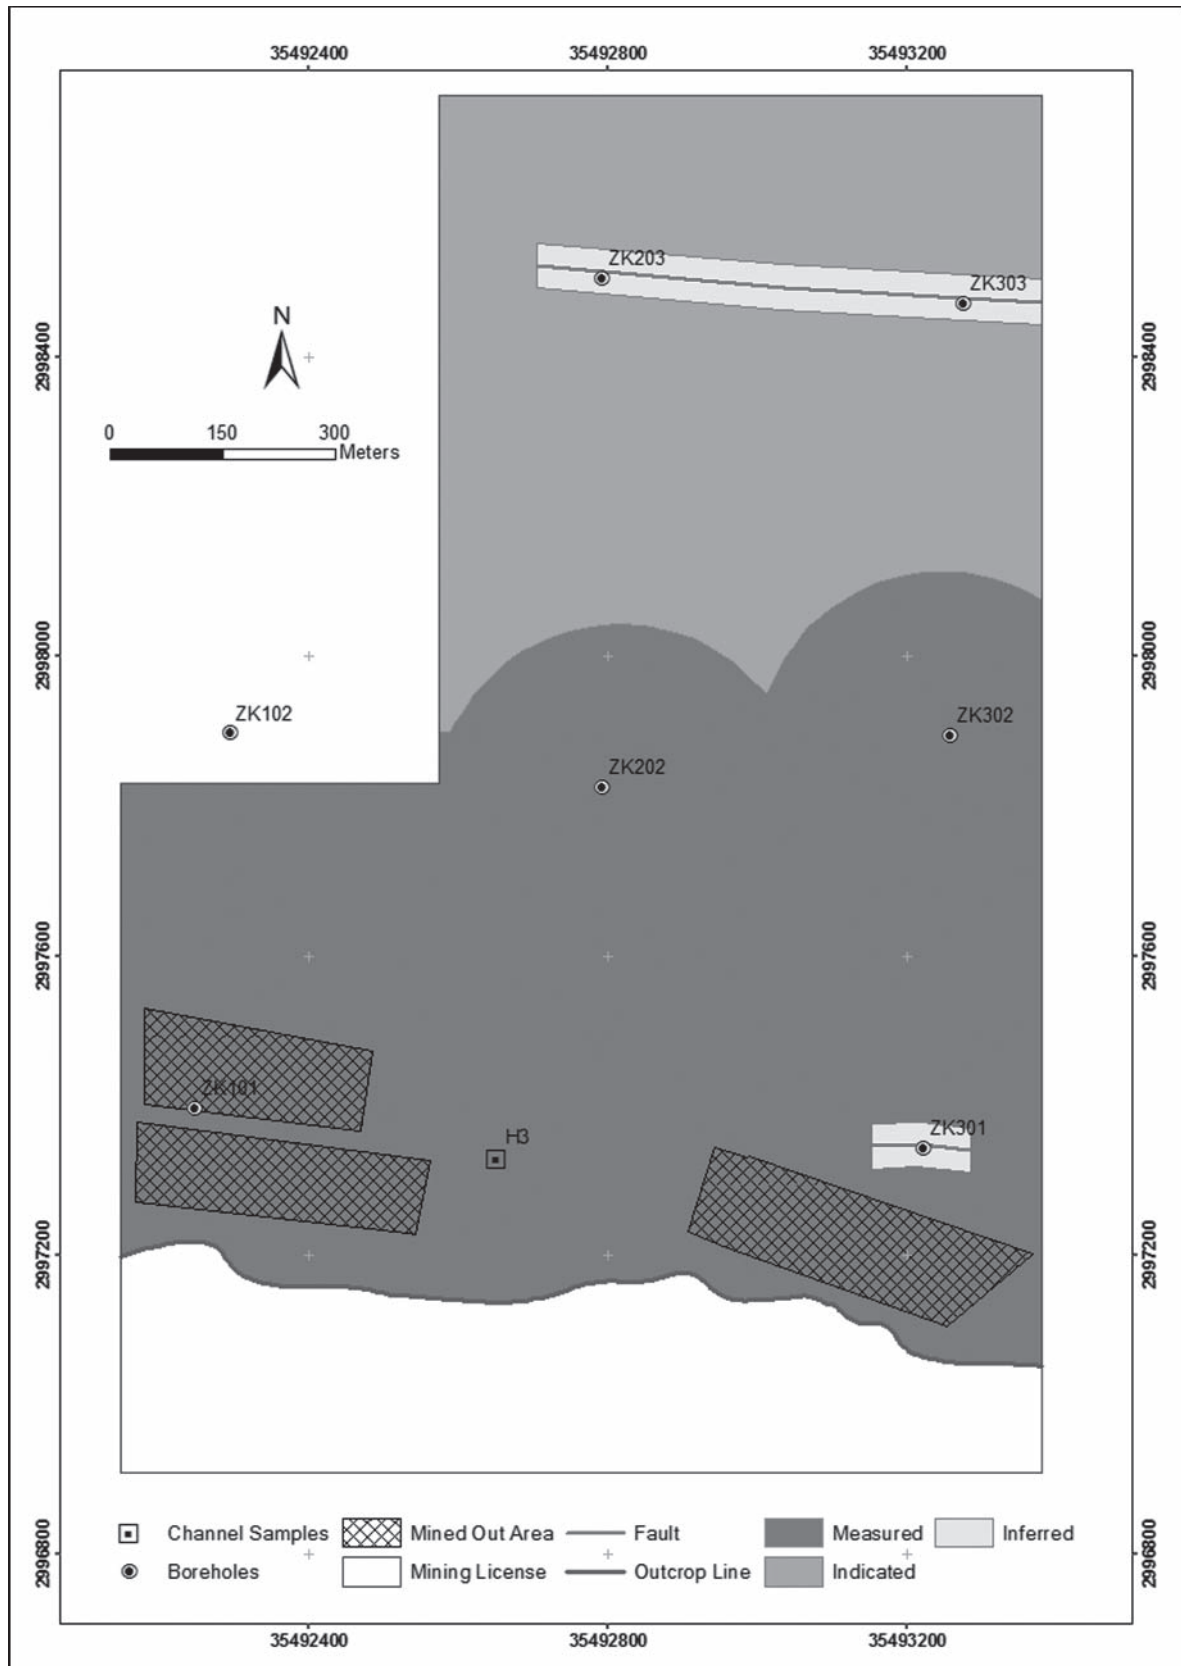 35492400 35492800 35493200
ZK203
ZK303
N
2998400 2998400
0 150 300
Meters
2998000 2998000
ZK102 ZK302
ZK202
2997600 2997600
ZK101
H3 ZK301
2997200 2997200
Channel Samples Mined Out Area Fault Measured Inferred
Boreholes Mining License Outcrop Line Indicated
2996800 2996800
35492400 35492800 35493200